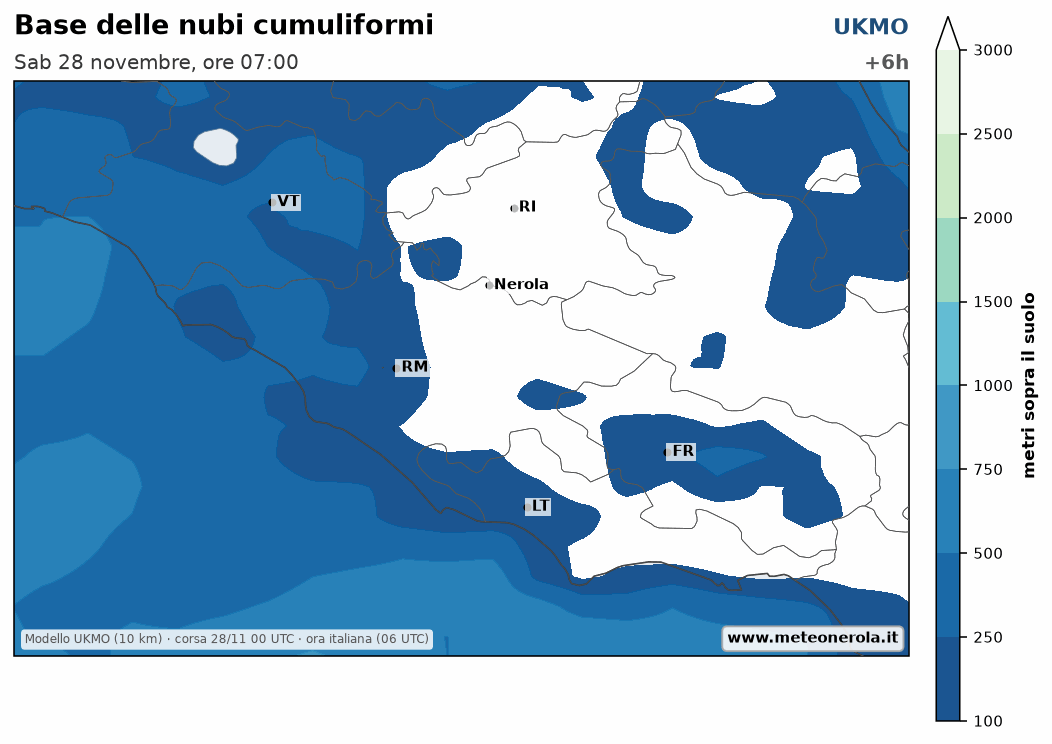 Base delle nubi cumuliformi
UKMO
Sab 28 novembre, ore 07:00
+6h
VT
RI
Nerola
RM
FR
LT
Modello UKMO (10 km) · corsa 28/11 00 UTC · ora italiana (06 UTC)
www.meteonerola.it
3000
2500
2000
1500
1000
750
500
250
100
metri sopra il suolo